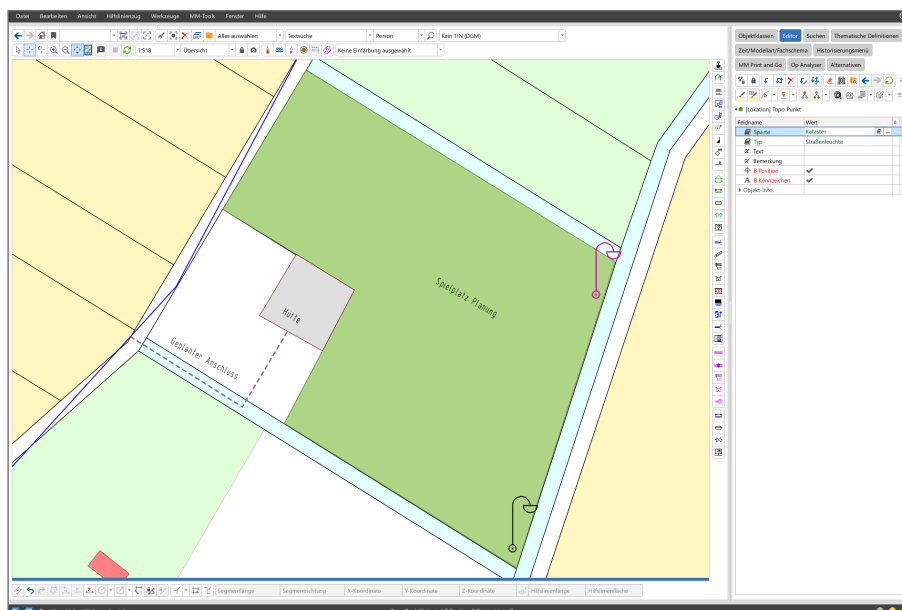 Datei Bearbeiten Ansicht Hilfslinienzug Werkzeuge MM-Tools Fenster Hilfe
Alles auswählen Textsuche Person Kein TIN (DGM)
1:518 Übersicht Keine Einfärbung ausgewählt
Objektklassen Editor Suchen Thematische Definitionen
Zeit/Modellart/Fachschema Historisierungsmenü
MM Print and Go Op Analyser Alternativen
[Lokation] Topo Punkt
Feldname Wert
Sparte Kataster
Typ Straßenleuchte
Text
Bemerkung
B Position
B Kennzeichen
Objekt-Info
Spielplatz Planung
Hütte
Geplanter Anschluss
Segmentlänge Segmentrichtung X-Koordinate Y-Koordinate Z-Koordinate Hilfslinienlänge Hilfslinienfläche